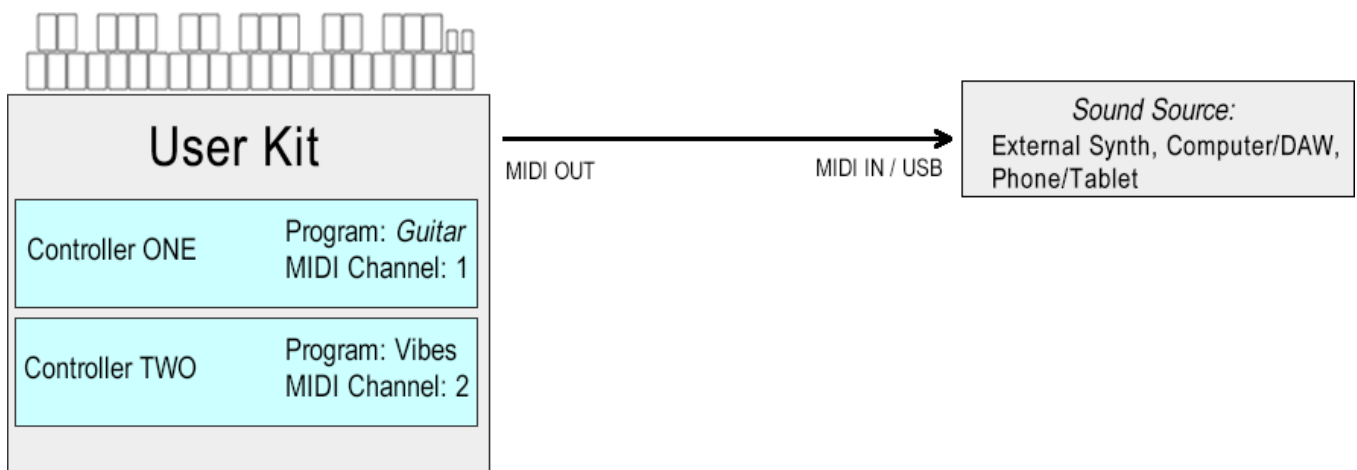 User Kit
Controller ONE
Program: Guitar
MIDI Channel: 1
Controller TWO
Program: Vibes
MIDI Channel: 2
MIDI OUT
MIDI IN / USB
Sound Source:
External Synth, Computer/DAW,
Phone/Tablet